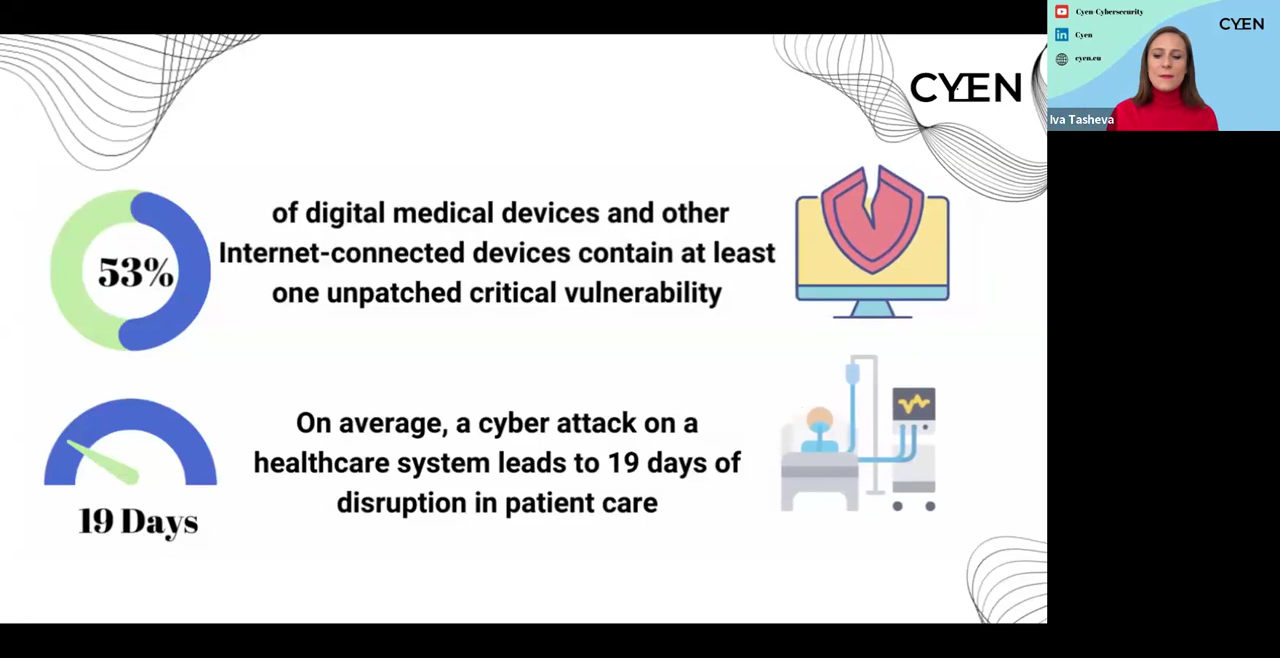 CYEN
53%
of digital medical devices and other
Internet-connected devices contain at least
one unpatched critical vulnerability
On average, a cyber attack on a
healthcare system leads to 19 days of
disruption in patient care
19 Days
Cyen-Cybersecurity
Cyen
cyen.eu
CYEN
Iva Tasheva